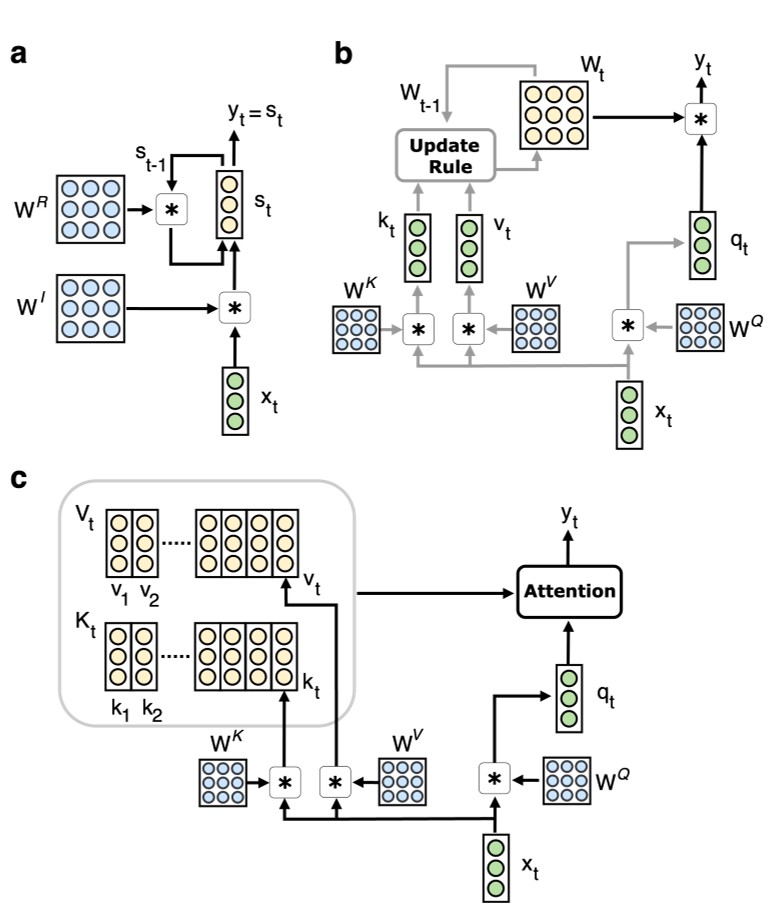 a
y_t = s_t
s_{t-1}
W^R
*
s_t
W^I
*
x_t
b
W_t
y_t
W_{t-1}
*
Update
Rule
k_t
v_t
q_t
W^K
*
*
W^V
*
W^Q
x_t
c
V_t
.....
v_1 v_2
v_t
K_t
.....
k_1 k_2
k_t
y_t
Attention
q_t
W^K
*
*
W^V
*
W^Q
x_t